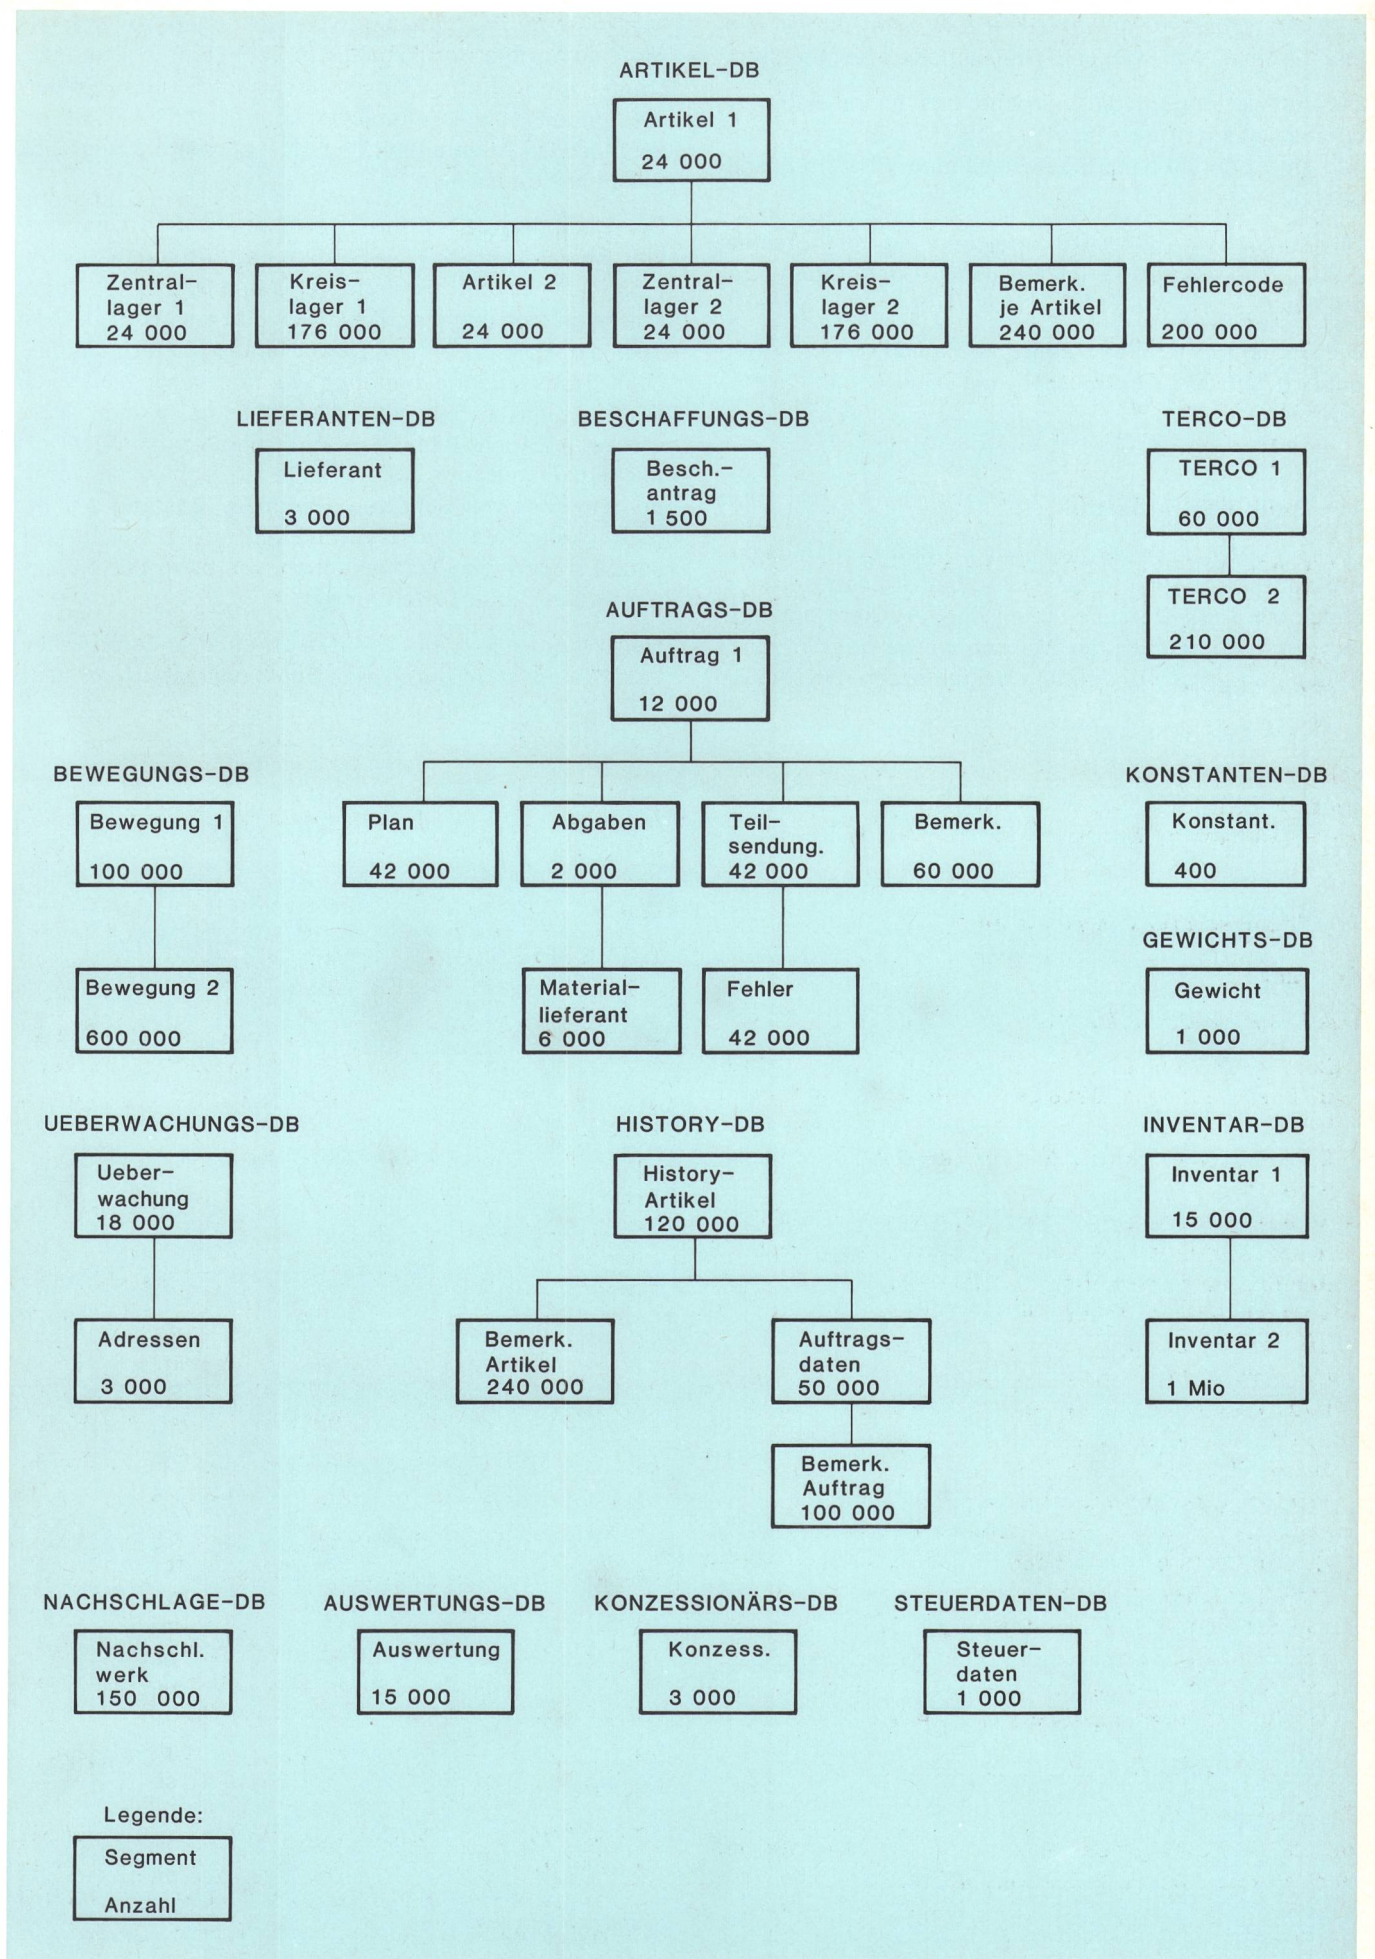 ARTIKEL-DB
Artikel 1
24 000
Zentral-
lager 1
24 000
Kreis-
lager 1
176 000
Artikel 2
24 000
Zentral-
lager 2
24 000
Kreis-
lager 2
176 000
Bemerk.
je Artikel
240 000
Fehlercode
200 000
LIEFERANTEN-DB
Lieferant
3 000
BESCHAFFUNGS-DB
Besch.-
antrag
1 500
TERCO-DB
TERCO 1
60 000
TERCO 2
210 000
AUFTRAGS-DB
Auftrag 1
12 000
BEWEGUNGS-DB
Bewegung 1
100 000
Bewegung 2
600 000
Plan
42 000
Abgaben
2 000
Teil-
sendung.
42 000
Bemerk.
60 000
Material-
lieferant
6 000
Fehler
42 000
KONSTANTEN-DB
Konstant.
400
GEWICHTS-DB
Gewicht
1 000
UEBERWACHUNGS-DB
Ueber-
wachung
18 000
Adressen
3 000
HISTORY-DB
History-
Artikel
120 000
Bemerk.
Artikel
240 000
Auftrags-
daten
50 000
Bemerk.
Auftrag
100 000
INVENTAR-DB
Inventar 1
15 000
Inventar 2
1 Mio
NACHSCHLAGE-DB
Nachschl.
werk
150 000
AUSWERTUNGS-DB
Auswertung
15 000
KONZESSIONÄRS-DB
Konzess.
3 000
STEUERDATEN-DB
Steuer-
daten
1 000
Legende:
Segment
Anzahl